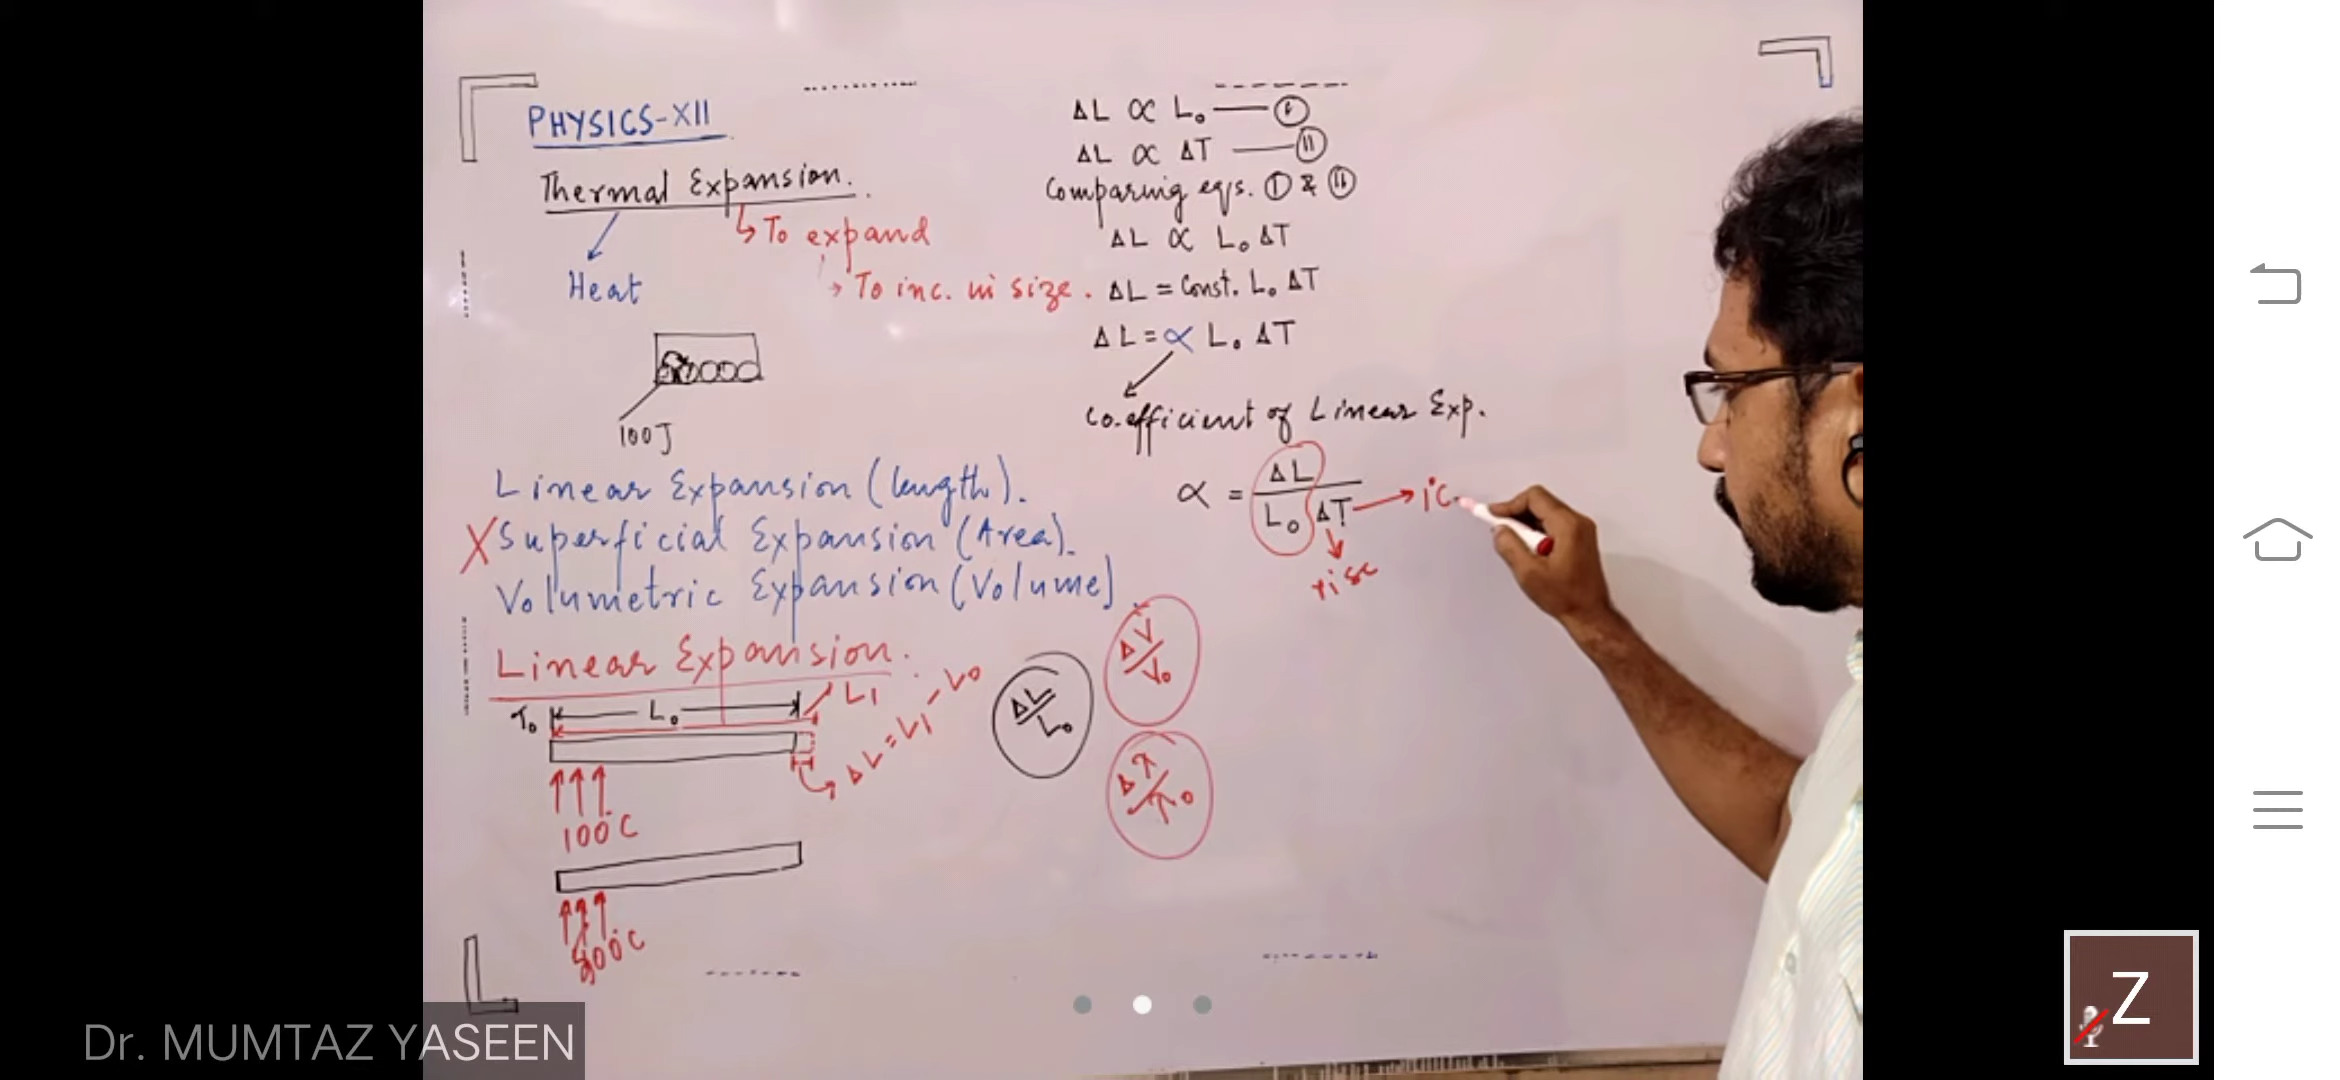 PHYSICS-XII
Thermal Expansion.
To expand
Heat
To inc. in size.
100J
Linear Expansion (length).
X Superficial Expansion (Area).
Volumetric Expansion (Volume)
Linear Expansion.
T₀ L₀ L1
ΔL = L1 - L0
100°C
ΔL/L₀
ΔV/V₀
ΔL ∝ L₀ — I
ΔL ∝ ΔT — II
Comparing eqs. I & II
ΔL ∝ L₀ ΔT
ΔL = Const. L₀ ΔT
ΔL = ∝ L₀ ΔT
Co.efficient of Linear Exp.
∝ = ΔL / L₀ ΔT → 1°C
rise
Dr. MUMTAZ YASEEN
Z